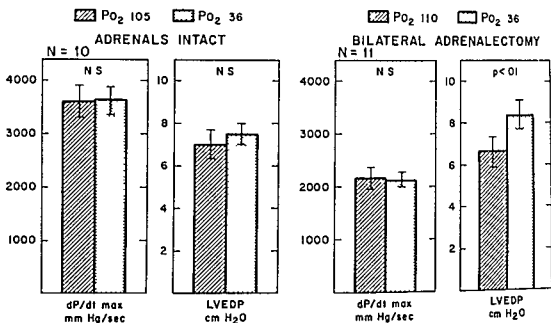 Po2 105 Po2 36
ADRENALS INTACT
N = 10
NS
4000
3000
2000
1000
dP/dt max
mm Hg/sec
NS
10
8
6
4
2
LVEDP
cm H2O
Po2 110 Po2 36
BILATERAL ADRENALECTOMY
N = 11
NS
4000
3000
2000
1000
dP/dt max
mm Hg/sec
p<01
10
8
6
4
2
LVEDP
cm H2O